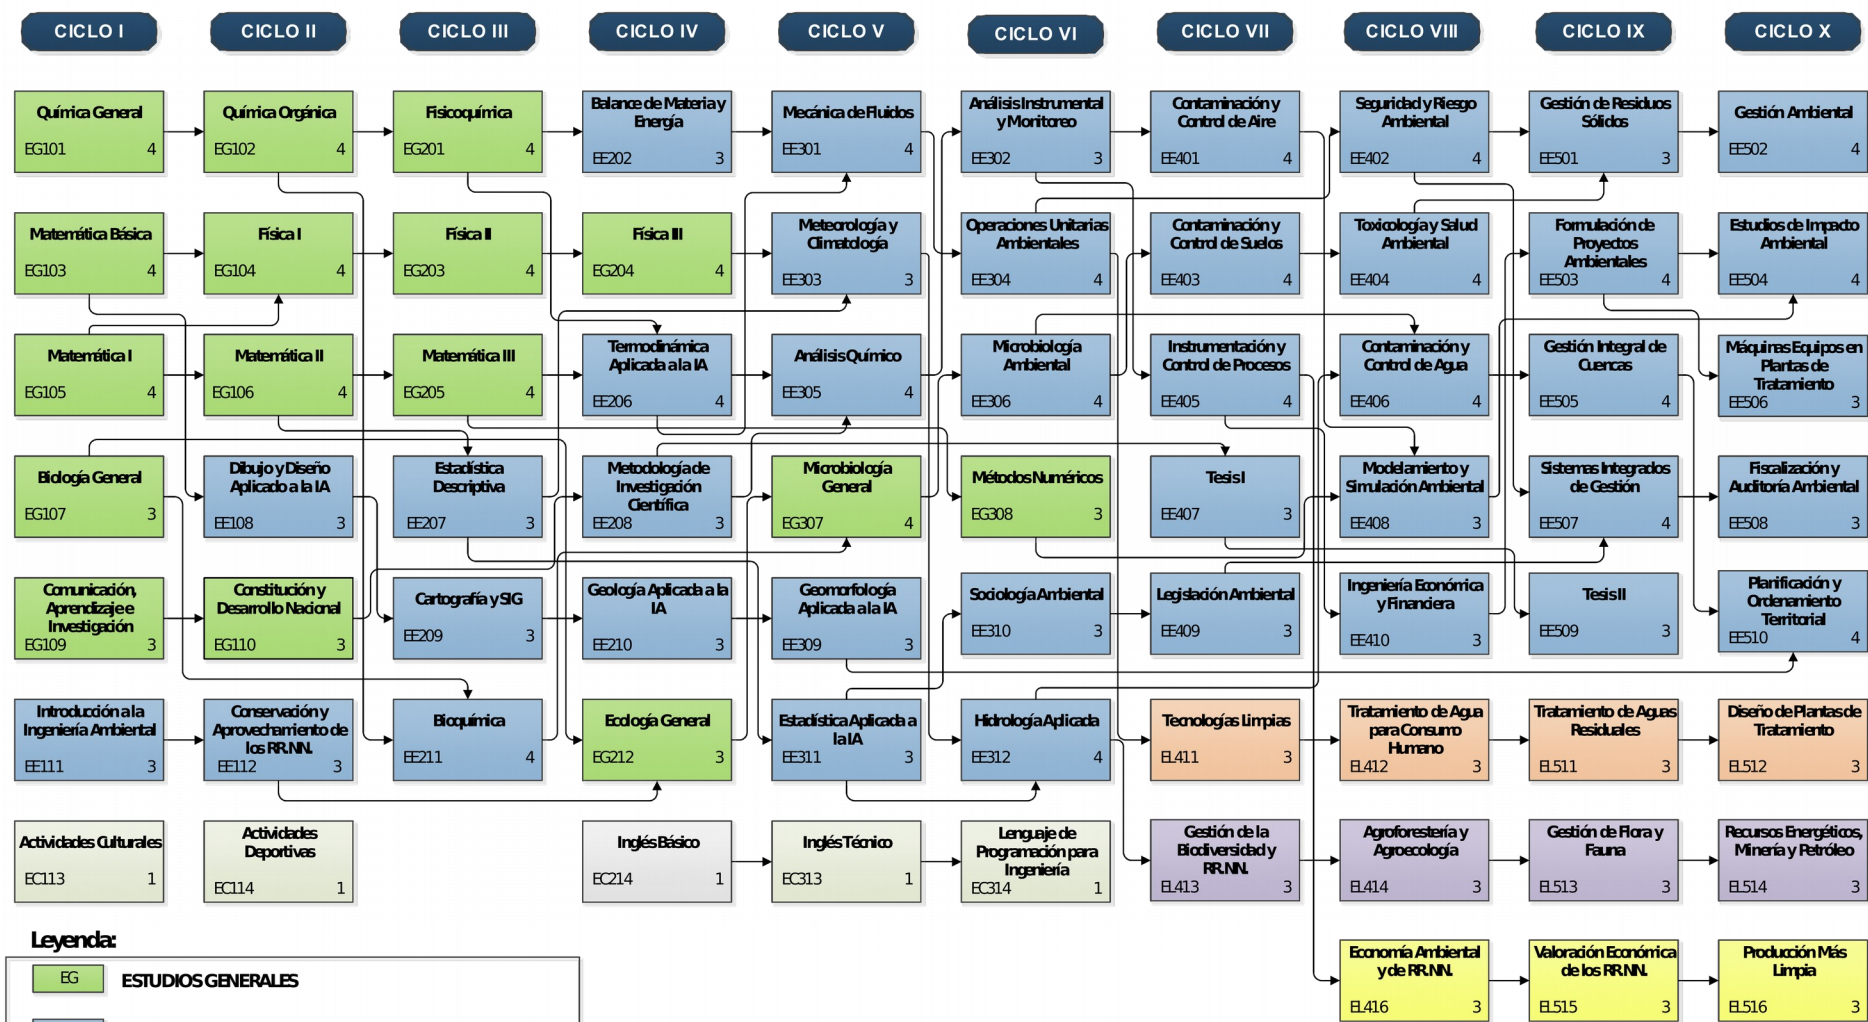 CICLO I
CICLO II
CICLO III
CICLO IV
CICLO V
CICLO VI
CICLO VII
CICLO VIII
CICLO IX
CICLO X
Química General
EG101 4
Química Orgánica
EG102 4
Fisicoquímica
EG201 4
Balance de Materia y
Energía
EE202 3
Mecánica de Fluidos
EE301 4
Análisis Instrumental
y Monitoreo
EE302 3
Contaminación y
Control de Aire
EE401 4
Seguridad y Riesgo
Ambiental
EE402 4
Gestión de Residuos
Sólidos
EE501 3
Gestión Ambiental
EE502 4
Matemática Básica
EG103 4
Física I
EG104 4
Física II
EG203 4
Física III
EG204 4
Meteorología y
Climatología
EE303 3
Operaciones Unitarias
Ambientales
EE304 4
Contaminación y
Control de Suelos
EE403 4
Toxicología y Salud
Ambiental
EE404 4
Formulación de
Proyectos
Ambientales
EE503 4
Estudios de Impacto
Ambiental
EE504 4
Matemática I
EG105 4
Matemática II
EG106 4
Matemática III
EG205 4
Termodinámica
Aplicada a la IA
EE206 4
Análisis Químico
EE305 4
Microbiología
Ambiental
EE306 4
Instrumentación y
Control de Procesos
EE405 4
Contaminación y
Control de Agua
EE406 4
Gestión Integral de
Cuencas
EE505 4
Máquinas Equipos en
Plantas de
Tratamiento
EE506 3
Biología General
EG107 3
Dibujo y Diseño
Aplicado a la IA
EE108 3
Estadística
Descriptiva
EE207 3
Metodología de
Investigación
Científica
EE208 3
Microbiología
General
EG307 4
Métodos Numéricos
EG308 3
Tesis I
EE407 3
Modelamiento y
Simulación Ambiental
EE408 3
Sistemas Integrados
de Gestión
EE507 4
Fiscalización y
Auditoría Ambiental
EE508 3
Comunicación,
Aprendizaje e
Investigación
EG109 3
Constitución y
Desarrollo Nacional
EG110 3
Cartografía y SIG
EE209 3
Geología Aplicada a la
IA
EE210 3
Geomorfología
Aplicada a la IA
EE309 3
Sociología Ambiental
EE310 3
Legislación Ambiental
EE409 3
Ingeniería Económica
y Financiera
EE410 3
Tesis II
EE509 3
Planificación y
Ordenamiento
Territorial
EE510 4
Introducción a la
Ingeniería Ambiental
EE111 3
Conservación y
Aprovechamiento de
los RR.NN.
EE112 3
Bioquímica
EE211 4
Ecología General
EG212 3
Estadística Aplicada a
la IA
EE311 3
Hidrología Aplicada
EE312 4
Tecnologías Limpias
EL411 3
Tratamiento de Agua
para Consumo
Humano
EL412 3
Tratamiento de Aguas
Residuales
EL511 3
Diseño de Plantas de
Tratamiento
EL512 3
Actividades Culturales
EC113 1
Actividades
Deportivas
EC114 1
Inglés Básico
EC214 1
Inglés Técnico
EC313 1
Lenguaje de
Programación para
Ingeniería
EC314 1
Gestión de la
Biodiversidad y
RR.NN.
EL413 3
Agroforestería y
Agroecología
EL414 3
Gestión de Flora y
Fauna
EL513 3
Recursos Energéticos,
Minería y Petróleo
EL514 3
Economía Ambiental
y de RR.NN.
EL416 3
Valoración Económica
de los RR.NN.
EL515 3
Producción Más
Limpia
EL516 3
Leyenda:
EG ESTUDIOS GENERALES